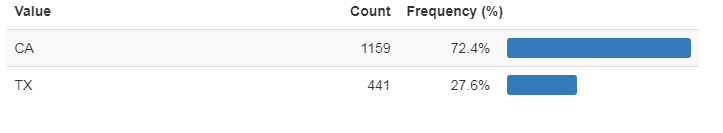 Value Count Frequency (%)
CA 1159 72.4%
TX 441 27.6%